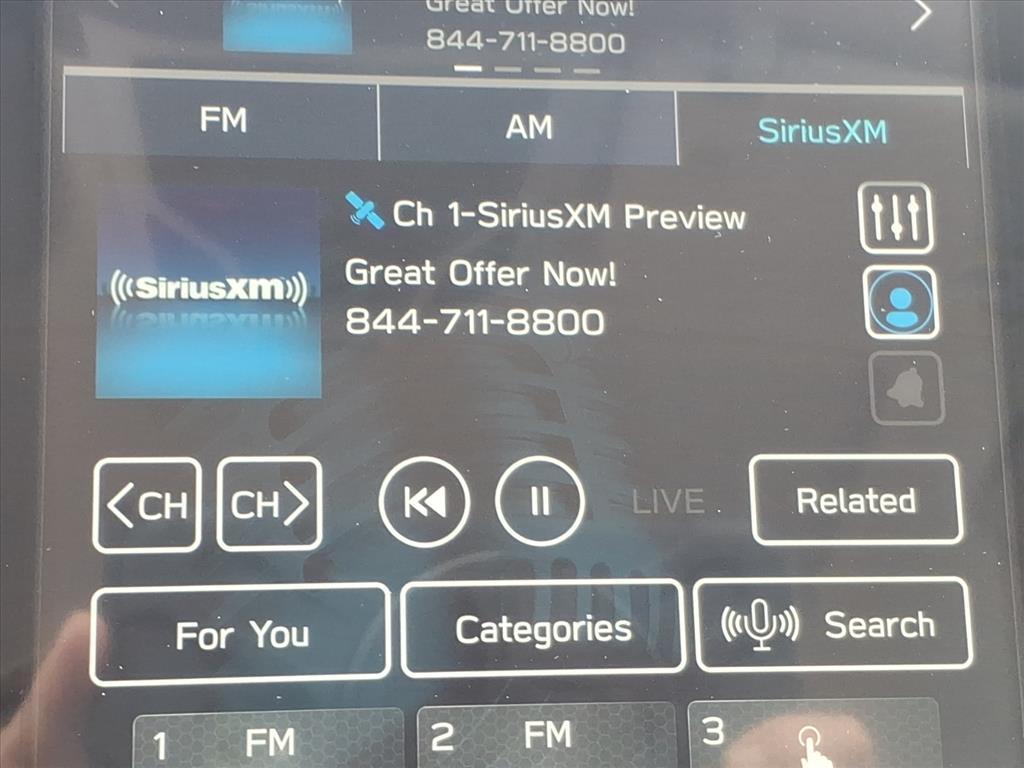 SiriusXM
Great Offer Now!
844-711-8800
FM
AM
SiriusXM
Ch 1-SiriusXM Preview
Great Offer Now!
844-711-8800
SiriusXM
CH
CH
LIVE
Related
For You
Categories
Search
1 FM
2 FM
3